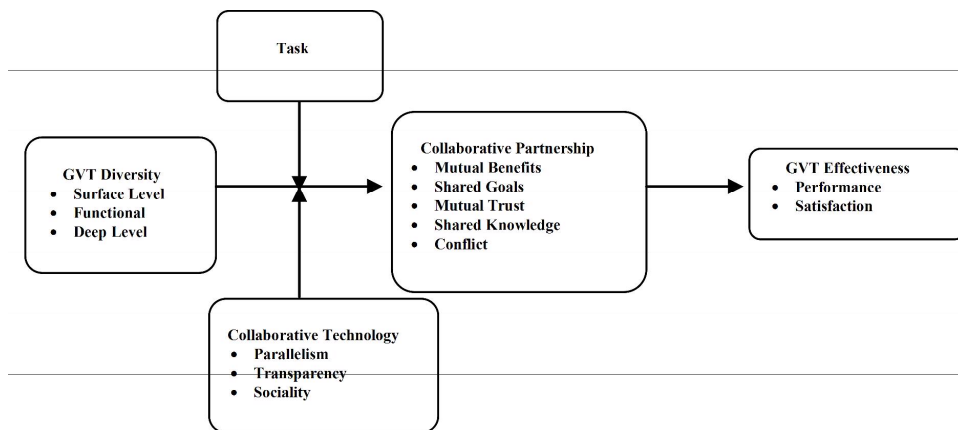 Task
GVT Diversity
• Surface Level
• Functional
• Deep Level
Collaborative Partnership
• Mutual Benefits
• Shared Goals
• Mutual Trust
• Shared Knowledge
• Conflict
GVT Effectiveness
• Performance
• Satisfaction
Collaborative Technology
• Parallelism
• Transparency
• Sociality